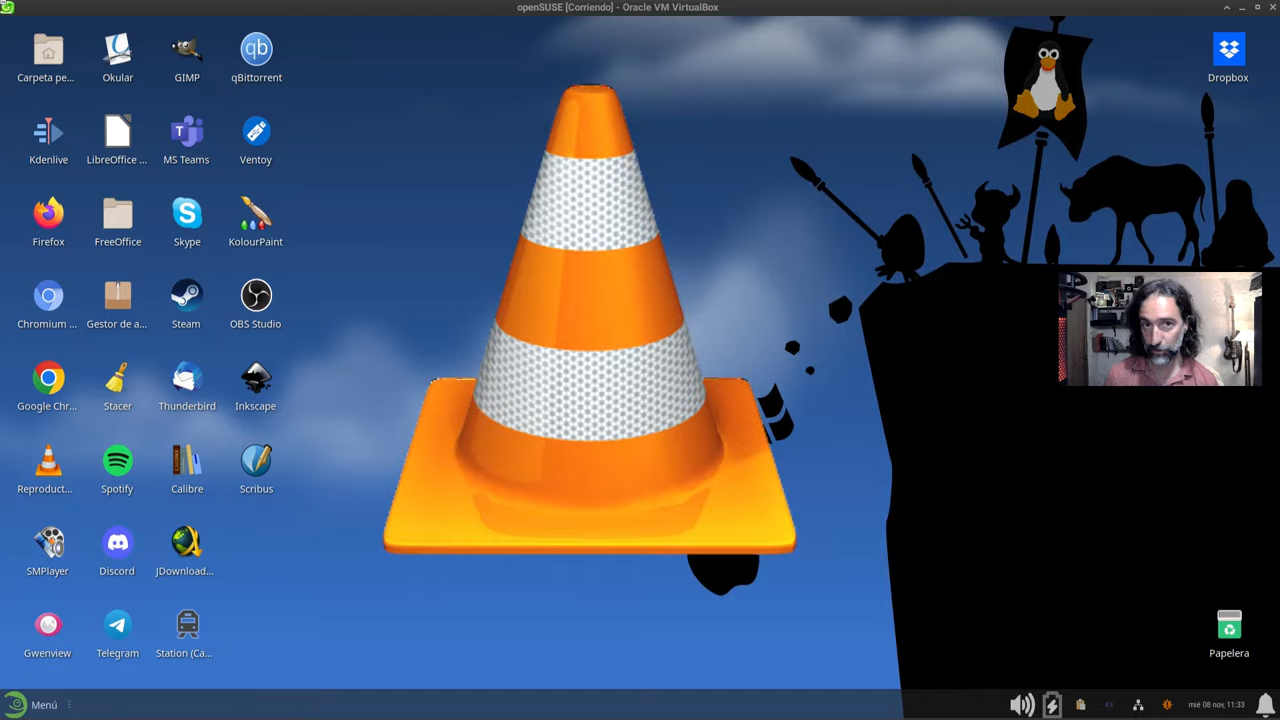 openSUSE [Corriendo] - Oracle VM VirtualBox
Carpeta pe...
Okular
GIMP
qb
qBittorrent
Dropbox
Kdenlive
LibreOffice ...
MS Teams
Ventoy
Firefox
FreeOffice
Skype
KolourPaint
Chromium ...
Gestor de a...
Steam
OBS Studio
Google Chr...
Stacer
Thunderbird
Inkscape
Reproduct...
Spotify
Calibre
Scribus
SMPlayer
Discord
JDownload...
Gwenview
Telegram
Station (Ca...
Papelera
Menú
ES
mié 08 nov, 11:33